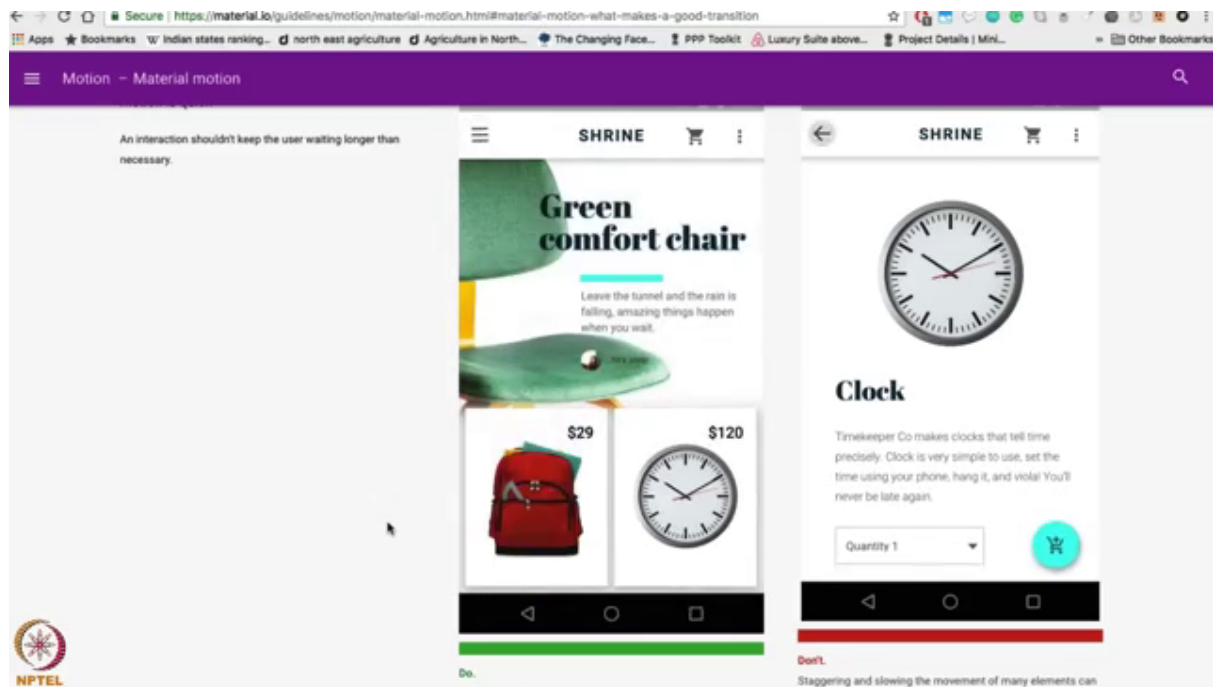 Secure | https://material.io/guidelines/motion/material-motion.html#material-motion-what-makes-a-good-transition
Apps Bookmarks Indian states ranking... north east agriculture Agriculture in North... The Changing Face... PPP Toolkit Luxury Suite above... Project Details | Mini... » Other Bookmarks
Motion – Material motion
An interaction shouldn't keep the user waiting longer than
necessary.
SHRINE
Green
comfort chair
Leave the tunnel and the rain is
falling, amazing things happen
when you wait.
$29
$120
Do.
SHRINE
Clock
Timekeeper Co makes clocks that tell time
precisely. Clock is very simple to use, set the
time using your phone, hang it, and viola! You'll
never be late again.
Quantity 1
Don't.
Staggering and slowing the movement of many elements can
NPTEL